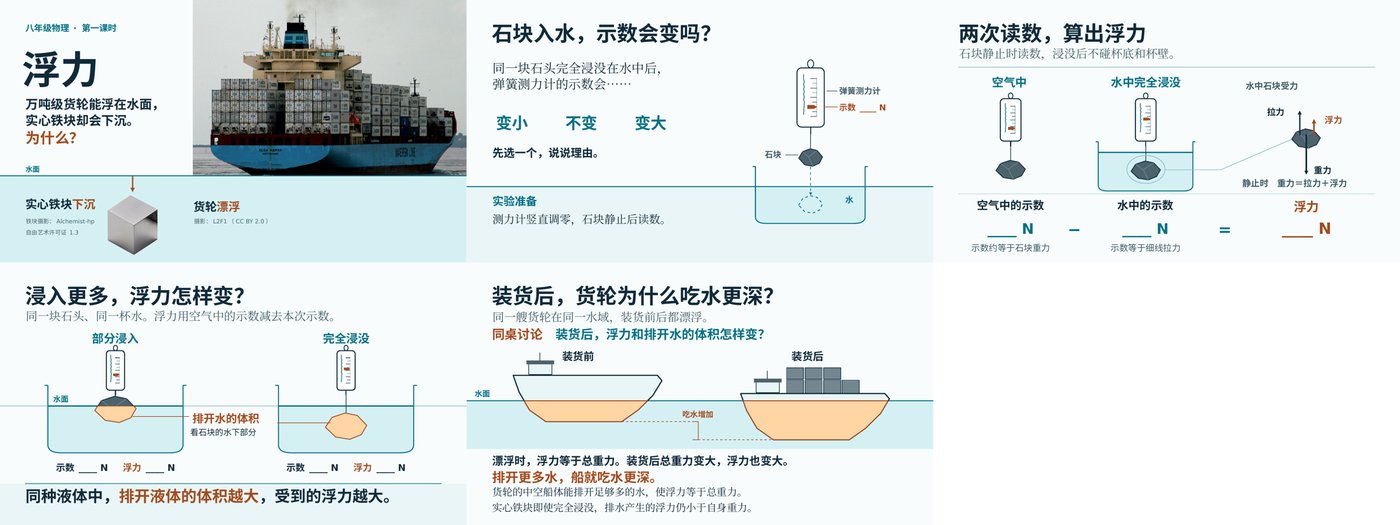 八年级物理 · 第一课时
浮力
万吨级货轮能浮在水面，
实心铁块却会下沉。
为什么？
水面
实心铁块下沉
铁块摄影：Alchemist-hp
自由艺术许可证 1.3
货轮漂浮
摄影：L2F1（CC BY 2.0）
石块入水，示数会变吗？
同一块石头完全浸没在水中后，
弹簧测力计的示数会……
变小 不变 变大
先选一个，说说理由。
弹簧测力计
示数 ___ N
石块
水
实验准备
测力计竖直调零，石块静止后读数。
两次读数，算出浮力
石块静止时读数，浸没后不碰杯底和杯壁。
空气中
水中完全浸没
水中石块受力
拉力
浮力
重力
静止时 重力＝拉力＋浮力
空气中的示数
___ N
示数约等于石块重力
−
水中的示数
___ N
示数等于细线拉力
=
浮力
___ N
浸入更多，浮力怎样变？
同一块石头、同一杯水。浮力用空气中的示数减去本次示数。
部分浸入
完全浸没
水面
排开水的体积
看石块的水下部分
示数 ___ N 浮力 ___ N
示数 ___ N 浮力 ___ N
同种液体中，排开液体的体积越大，受到的浮力越大。
装货后，货轮为什么吃水更深？
同一艘货轮在同一水域，装货前后都漂浮。
同桌讨论 装货后，浮力和排开水的体积怎样变？
装货前
装货后
水面
吃水增加
漂浮时，浮力等于总重力。装货后总重力变大，浮力也变大。
排开更多水，船就吃水更深。
货轮的中空船体能排开足够多的水，使浮力等于总重力。
实心铁块即使完全浸没，排水产生的浮力仍小于自身重力。